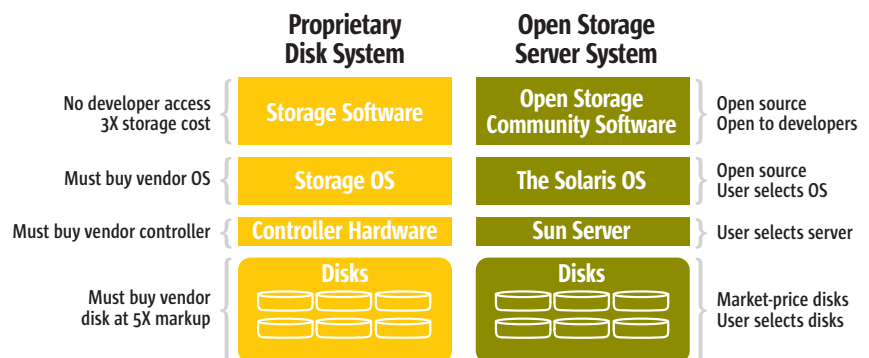 Proprietary
Disk System
Open Storage
Server System
No developer access
3X storage cost
Storage Software
Open Storage
Community Software
Open source
Open to developers
Must buy vendor OS
Storage OS
The Solaris OS
Open source
User selects OS
Must buy vendor controller
Controller Hardware
Sun Server
User selects server
Must buy vendor
disk at 5X markup
Disks
Disks
Market-price disks
User selects disks